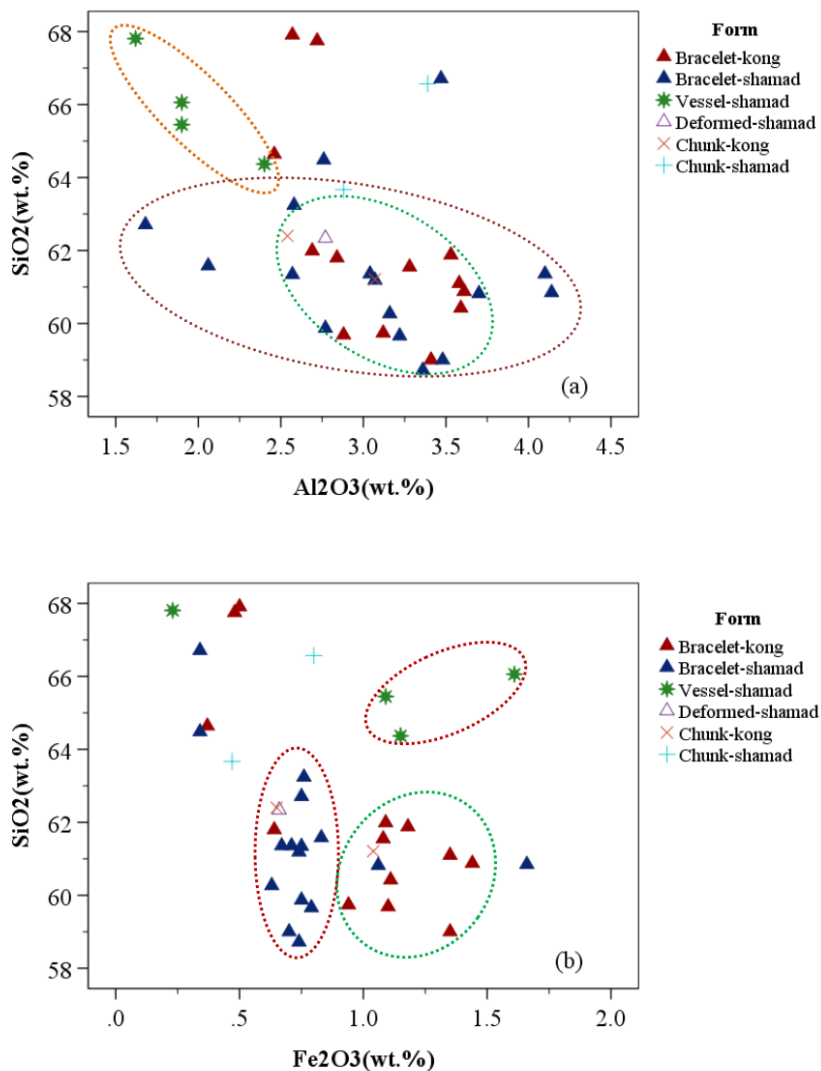 68
66
64
62
60
58
SiO2(wt.%)
1.5 2.0 2.5 3.0 3.5 4.0 4.5
Al2O3(wt.%)
(a)
Form
Bracelet-kong
Bracelet-shamad
Vessel-shamad
Deformed-shamad
Chunk-kong
Chunk-shamad
68
66
64
62
60
58
SiO2(wt.%)
.0 .5 1.0 1.5 2.0
Fe2O3(wt.%)
(b)
Form
Bracelet-kong
Bracelet-shamad
Vessel-shamad
Deformed-shamad
Chunk-kong
Chunk-shamad